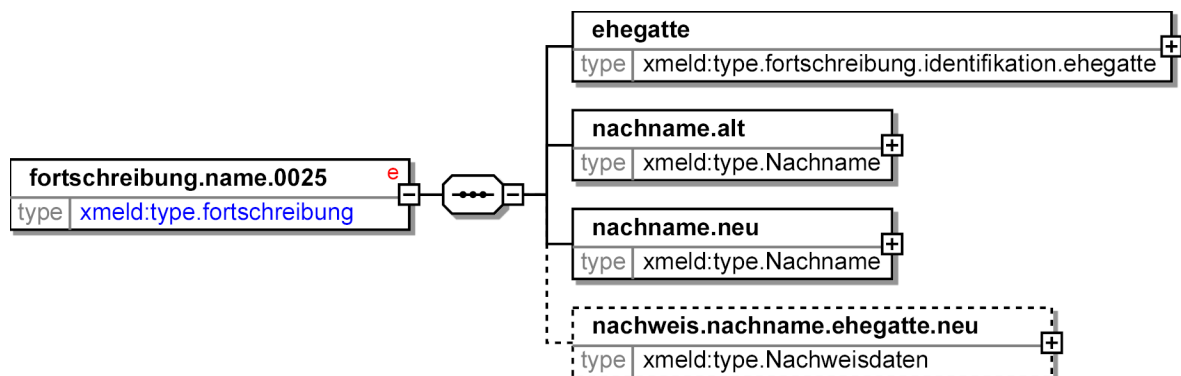 ehegatte
type xmeld:type.fortschreibung.identifikation.ehegatte
nachname.alt
type xmeld:type.Nachname
fortschreibung.name.0025 e
type xmeld:type.fortschreibung
nachname.neu
type xmeld:type.Nachname
nachweis.nachname.ehegatte.neu
type xmeld:type.Nachweisdaten